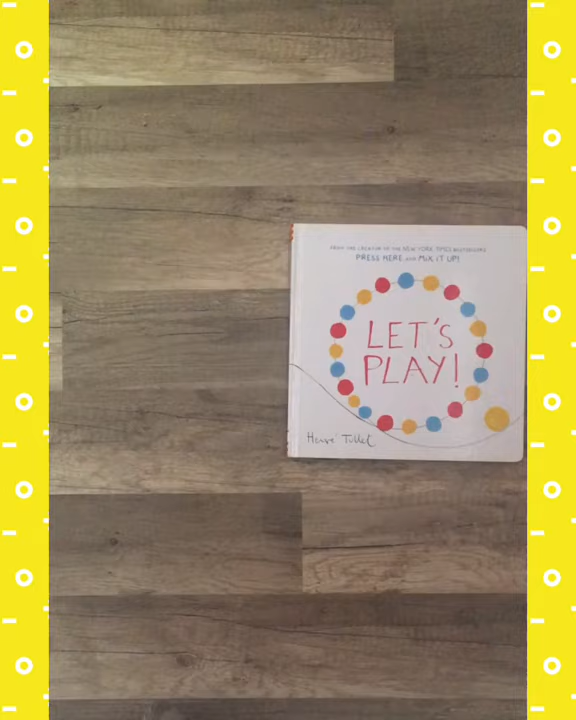 FROM THE CREATOR OF THE NEW YORK TIMES BESTSELLERS
PRESS HERE AND MIX IT UP!
LET'S
PLAY!
Hervé Tullet